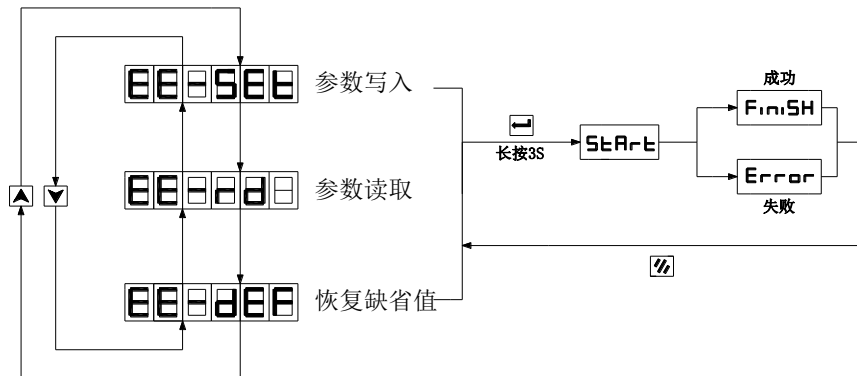 EE-SEt 参数写入
成功
FiniSH
长按3S
StArt
EE-rd 参数读取
Error
失败
EE-dEF 恢复缺省值